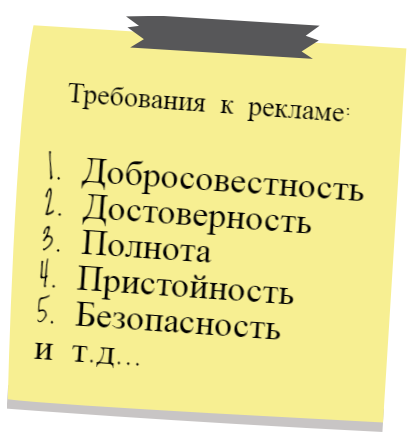 Требования к рекламе:
1. Добросовестность
2. Достоверность
3. Полнота
4. Пристойность
5. Безопасность
и т.д...